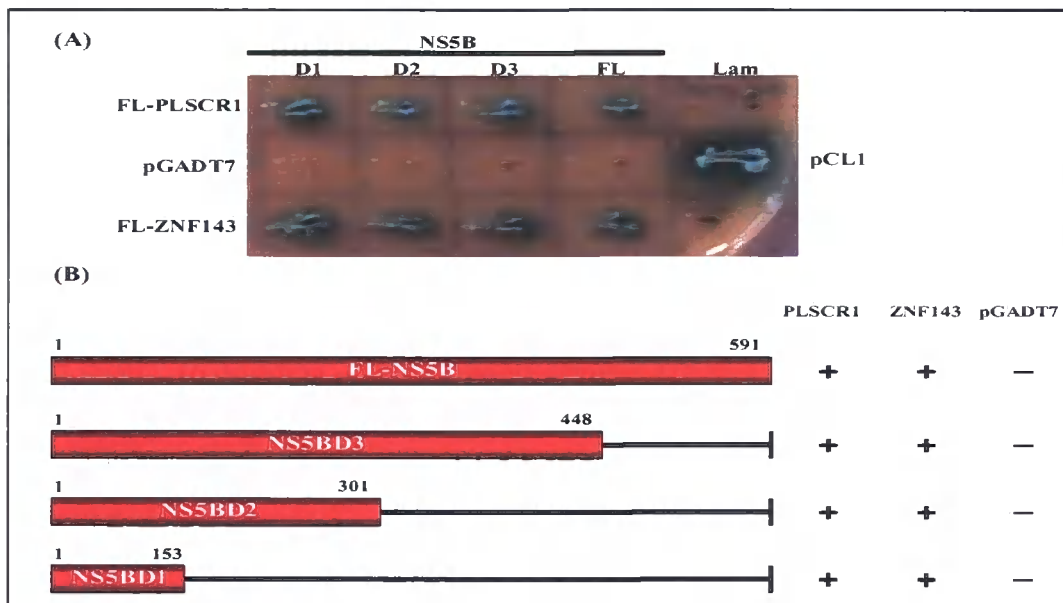 (A)
NS5B
D1 D2 D3 FL Lam
FL-PLSCR1
pGADT7 pCL1
FL-ZNF143
(B)
PLSCR1 ZNF143 pGADT7
1 591
FL-NS5B + + –
1 448
NS5BD3 + + –
1 301
NS5BD2 + + –
1 153
NS5BD1 + + –